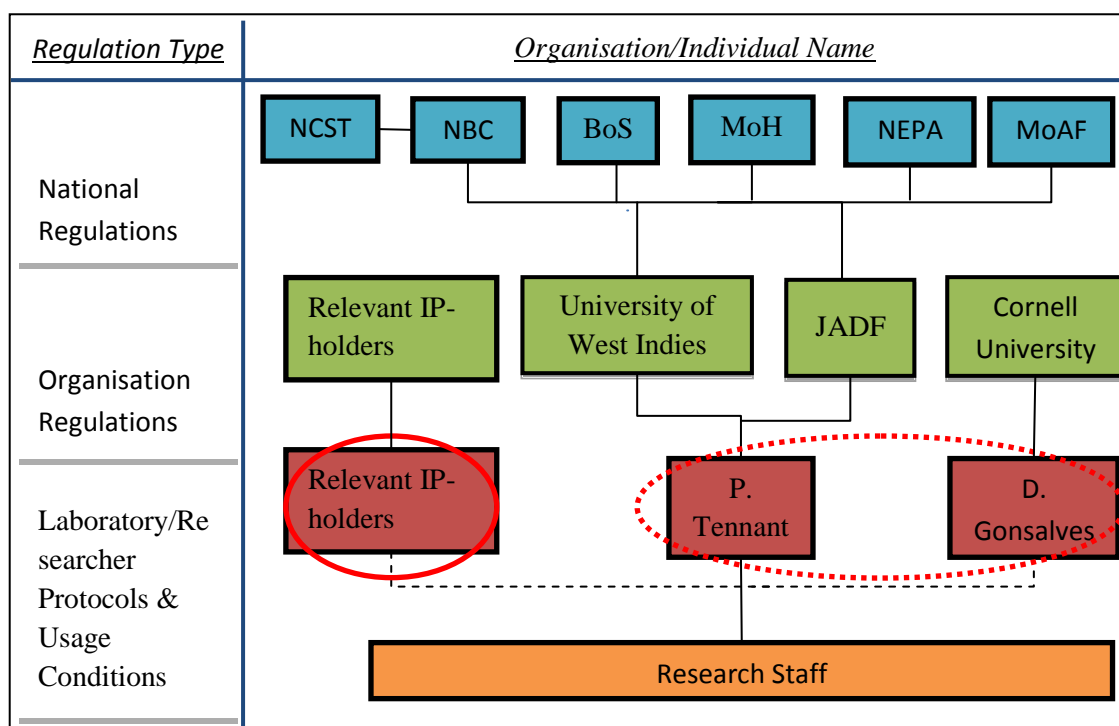 Regulation Type
Organisation/Individual Name
NCST
NBC
BoS
MoH
NEPA
MoAF
National
Regulations
Relevant IP-
holders
University of
West Indies
JADF
Cornell
University
Organisation
Regulations
Relevant IP-
holders
P.
Tennant
D.
Gonsalves
Laboratory/Re
searcher
Protocols &
Usage
Conditions
Research Staff